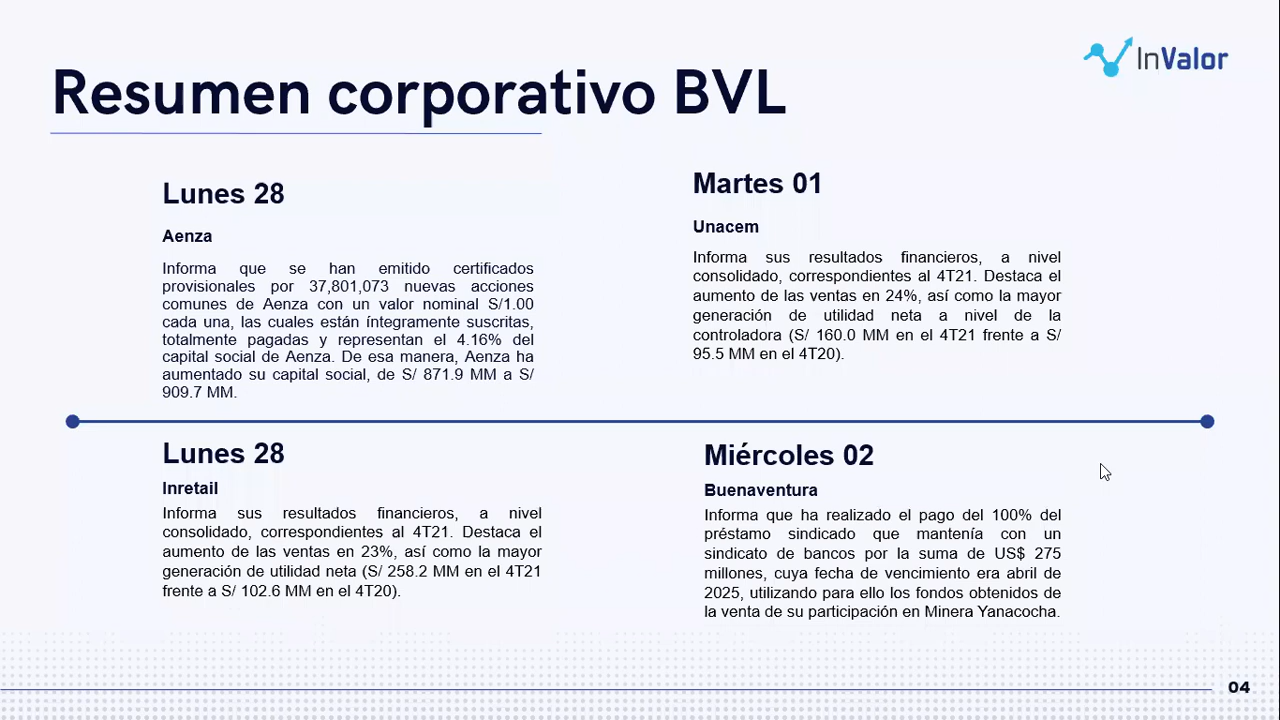 InValor
Resumen corporativo BVL
Lunes 28
Aenza
Informa que se han emitido certificados
provisionales por 37,801,073 nuevas acciones
comunes de Aenza con un valor nominal S/1.00
cada una, las cuales están íntegramente suscritas,
totalmente pagadas y representan el 4.16% del
capital social de Aenza. De esa manera, Aenza ha
aumentado su capital social, de S/ 871.9 MM a S/
909.7 MM.
Martes 01
Unacem
Informa sus resultados financieros, a nivel
consolidado, correspondientes al 4T21. Destaca el
aumento de las ventas en 24%, así como la mayor
generación de utilidad neta a nivel de la
controladora (S/ 160.0 MM en el 4T21 frente a S/
95.5 MM en el 4T20).
Lunes 28
Inretail
Informa sus resultados financieros, a nivel
consolidado, correspondientes al 4T21. Destaca el
aumento de las ventas en 23%, así como la mayor
generación de utilidad neta (S/ 258.2 MM en el 4T21
frente a S/ 102.6 MM en el 4T20).
Miércoles 02
Buenaventura
Informa que ha realizado el pago del 100% del
préstamo sindicado que mantenía con un
sindicato de bancos por la suma de US$ 275
millones, cuya fecha de vencimiento era abril de
2025, utilizando para ello los fondos obtenidos de
la venta de su participación en Minera Yanacocha.
04